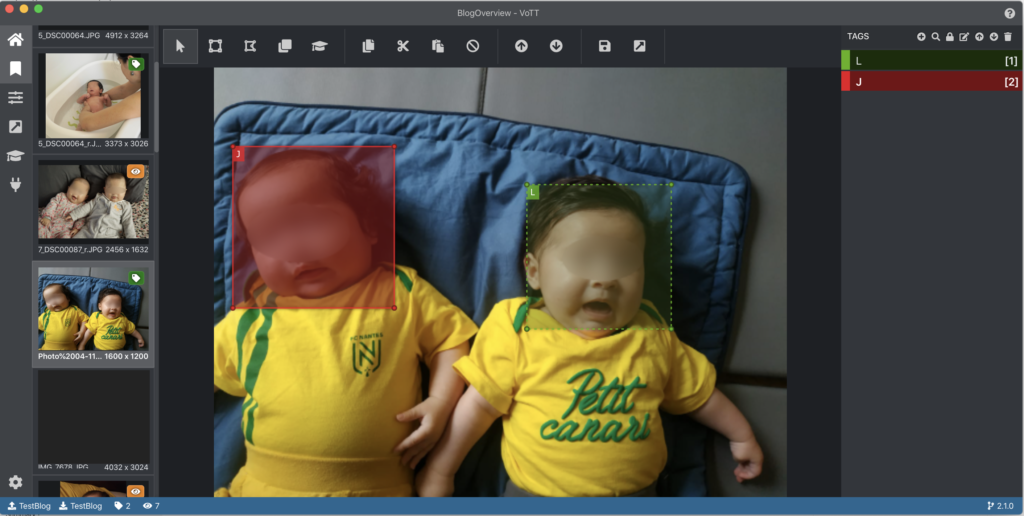 BlogOverview - VoTT
5_DSC00064.JPG 4912 x 3264
5_DSC00064_r.J... 3373 x 3026
7_DSC00087_r.JPG 2456 x 1632
Photo%2004-11... 1600 x 1200
IMG_7678.JPG 4032 x 3024
J
L
FC NANTES
N
Petit
canari
TAGS
L [1]
J [2]
TestBlog TestBlog 2 7
2.1.0